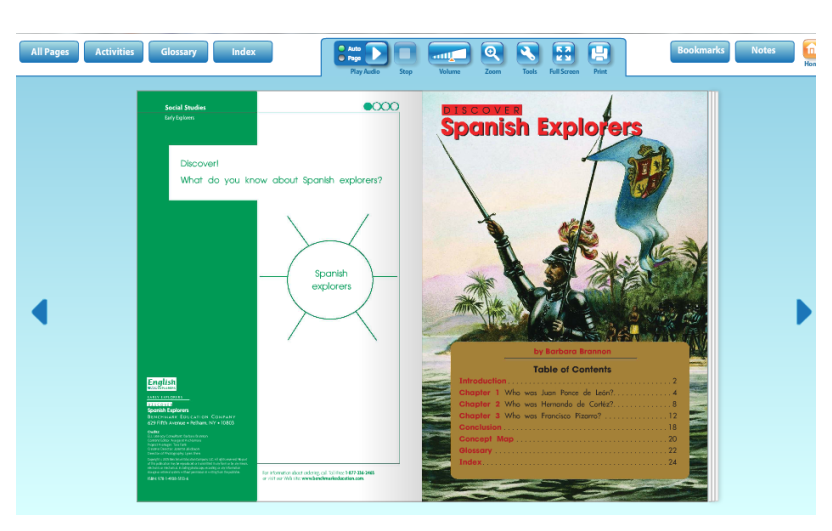 All Pages
Activities
Glossary
Index
Auto
Page
Play Audio
Stop
Volume
Zoom
Tools
Full Screen
Print
Bookmarks
Notes
Social Studies
Early Explorers
Discover!
What do you know about Spanish explorers?
Spanish
explorers
English
EARLY EXPLORERS
Spanish Explorers
BENCHMARK EDUCATION COMPANY
629 Fifth Avenue • Pelham, NY • 10803
For information about ordering, call Toll-Free 1-877-236-2465
or visit our Web site www.benchmarkeducation.com.
DISCOVER
Spanish Explorers
by Barbara Brannon
Table of Contents
Introduction 2
Chapter 1 Who was Juan Ponce de León? 4
Chapter 2 Who was Hernando de Cortéz? 8
Chapter 3 Who was Francisco Pizarro? 12
Conclusion 18
Concept Map 20
Glossary 22
Index 24